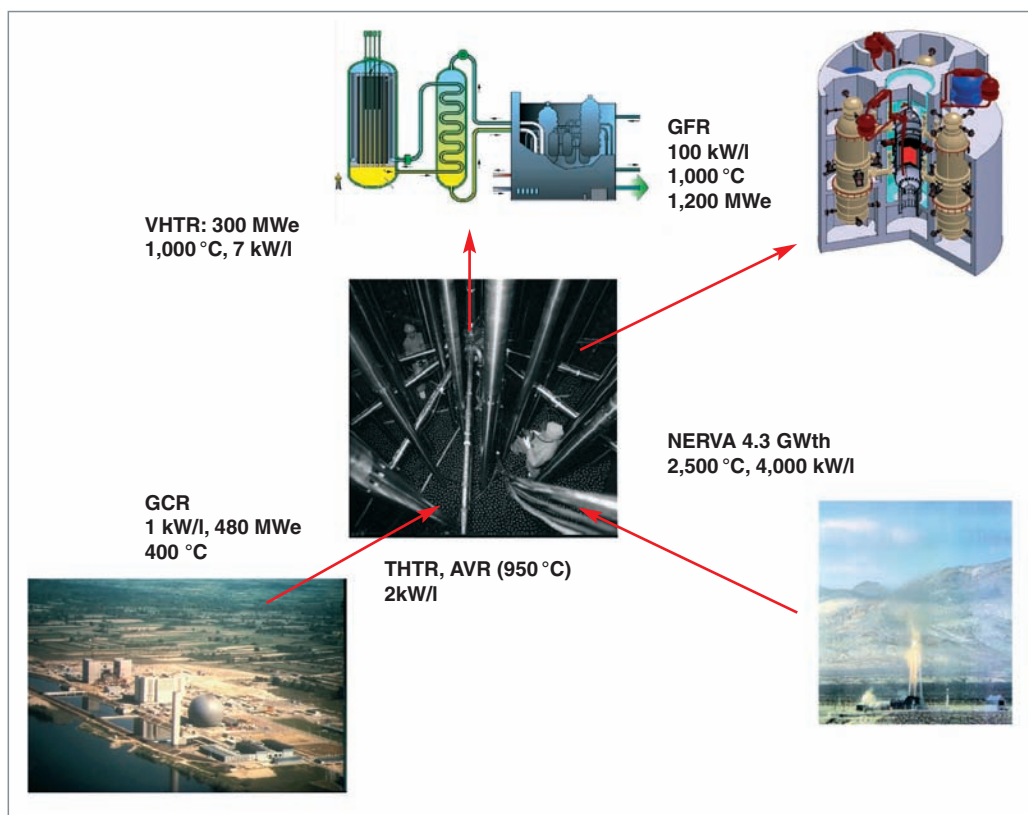 GFR
100 kW/l
1,000 °C
1,200 MWe
VHTR: 300 MWe
1,000 °C, 7 kW/l
NERVA 4.3 GWth
2,500 °C, 4,000 kW/l
GCR
1 kW/l, 480 MWe
400 °C
THTR, AVR (950 °C)
2kW/l